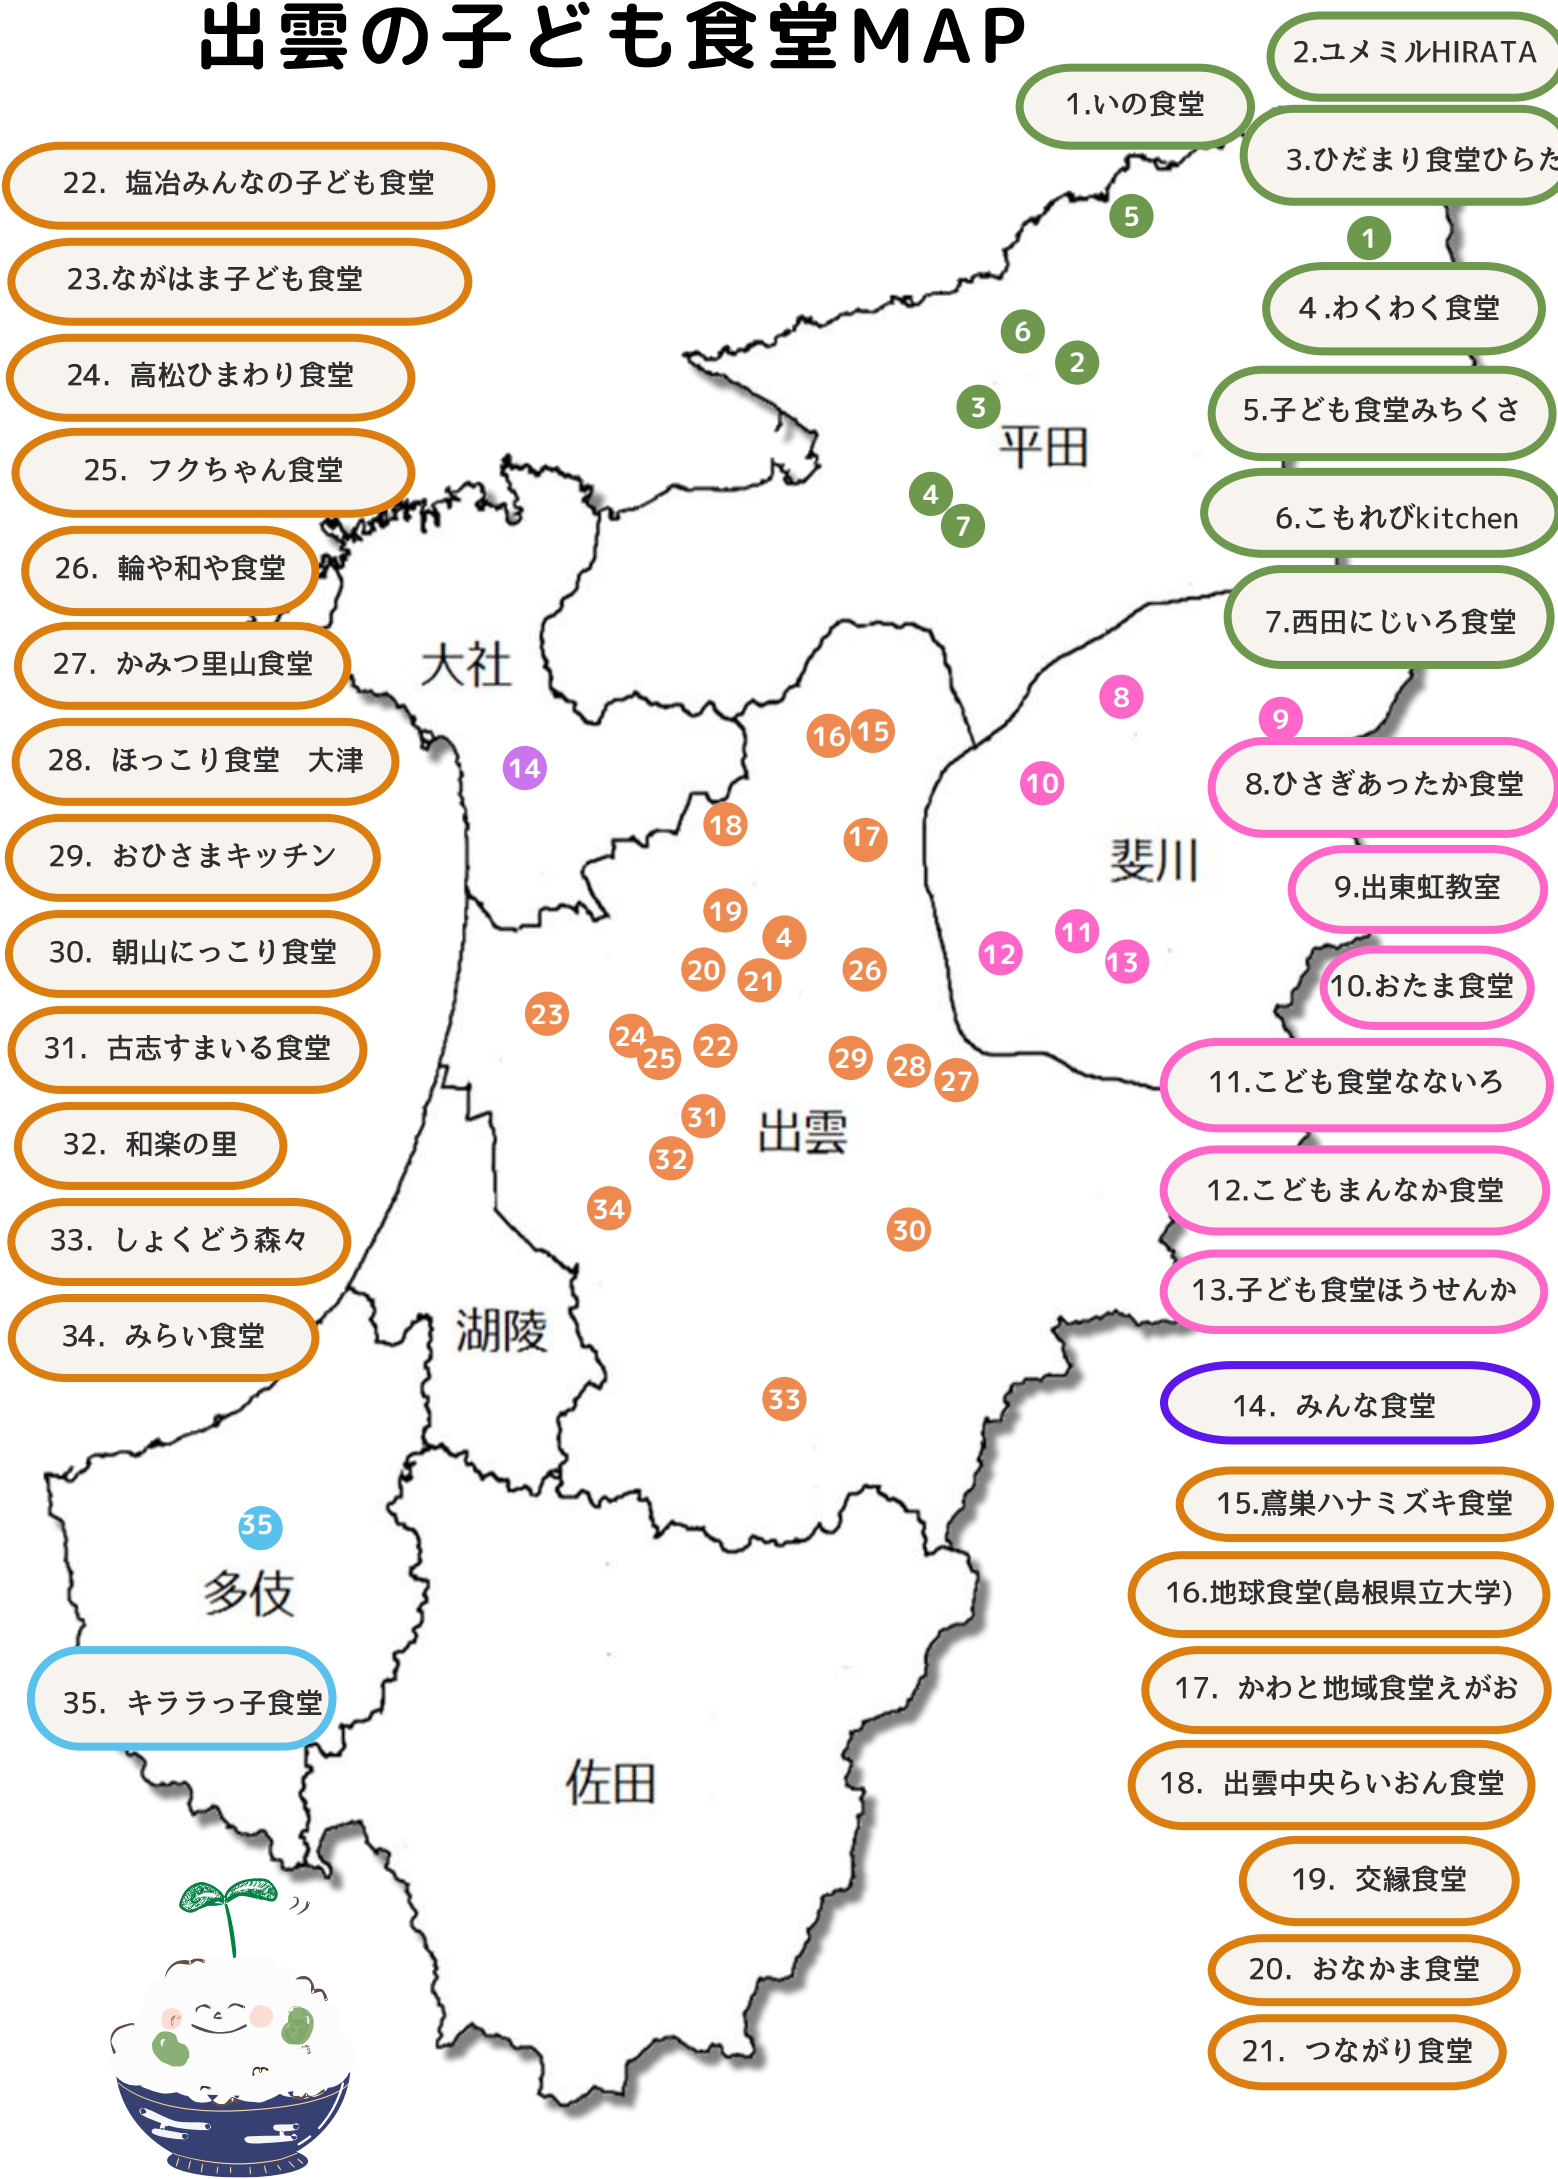 出雲の子ども食堂MAP
1.いの食堂
2.ユメミルHIRATA
3.ひだまり食堂ひらた
4.わくわく食堂
5.子ども食堂みちくさ
6.こもれびkitchen
7.西田にじいろ食堂
8.ひさぎあったか食堂
9.出東虹教室
10.おたま食堂
11.こども食堂なないろ
12.こどもまんなか食堂
13.子ども食堂ほうせんか
14. みんな食堂
15.鳶巣ハナミズキ食堂
16.地球食堂(島根県立大学)
17. かわと地域食堂えがお
18. 出雲中央らいおん食堂
19. 交縁食堂
20. おなかま食堂
21. つながり食堂
22. 塩冶みんなの子ども食堂
23.ながはま子ども食堂
24. 高松ひまわり食堂
25. フクちゃん食堂
26. 輪や和や食堂
27. かみつ里山食堂
28. ほっこり食堂 大津
29. おひさまキッチン
30. 朝山にっこり食堂
31. 古志すまいる食堂
32. 和楽の里
33. しょくどう森々
34. みらい食堂
35. キララっ子食堂
5
1
6
2
3
平田
4
7
大社
14
8
9
10
斐川
11
12
13
16
15
18
17
19
4
20
21
26
23
24
25
22
29
28
27
31
出雲
32
34
30
湖陵
33
35
多伎
佐田